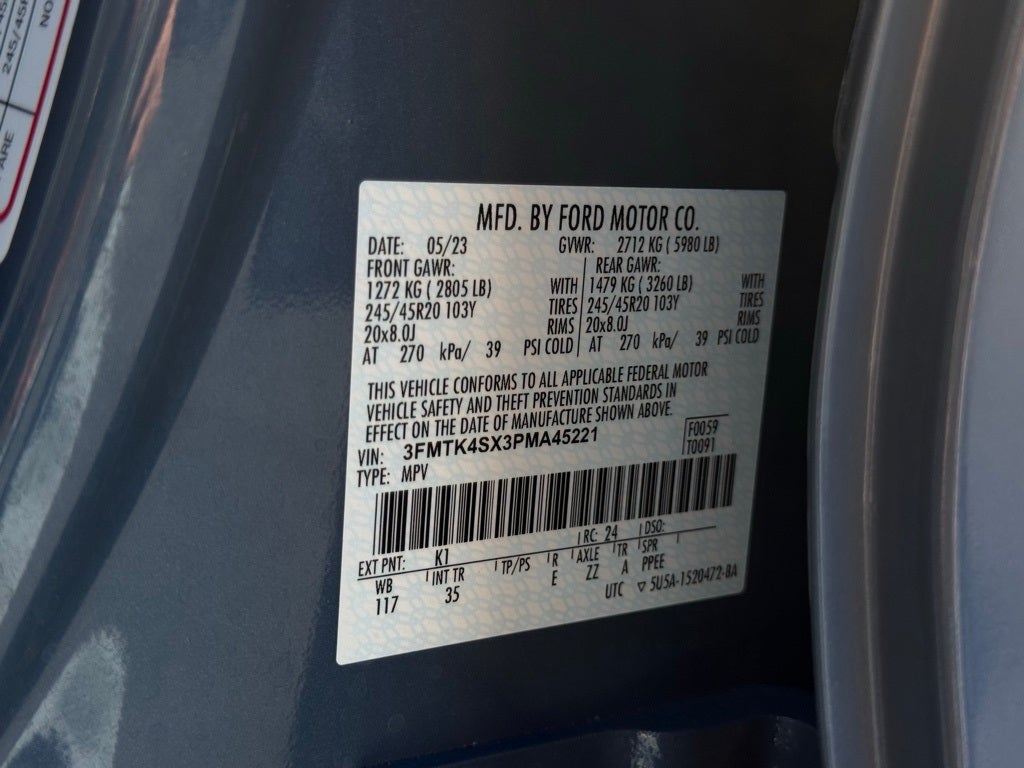 245/45R
NO
ARE
MFD. BY FORD MOTOR CO.
DATE: 05/23 GVWR: 2712 KG ( 5980 LB)
FRONT GAWR: REAR GAWR:
1272 KG ( 2805 LB) WITH 1479 KG ( 3260 LB) WITH
245/45R20 103Y TIRES 245/45R20 103Y TIRES
20x8.0J RIMS 20x8.0J RIMS
AT 270 kPa/ 39 PSI COLD AT 270 kPa/ 39 PSI COLD
THIS VEHICLE CONFORMS TO ALL APPLICABLE FEDERAL MOTOR
VEHICLE SAFETY AND THEFT PREVENTION STANDARDS IN
EFFECT ON THE DATE OF MANUFACTURE SHOWN ABOVE.
VIN: 3FMTK4SX3PMA45221 F0059
TYPE: MPV T0091
EXT PNT: K1 RC: 24 DSO:
WB INT TR TP/PS R AXLE TR SPR
117 35 E ZZ A PPEE
UTC ▽ 5U5A-1520472-BA